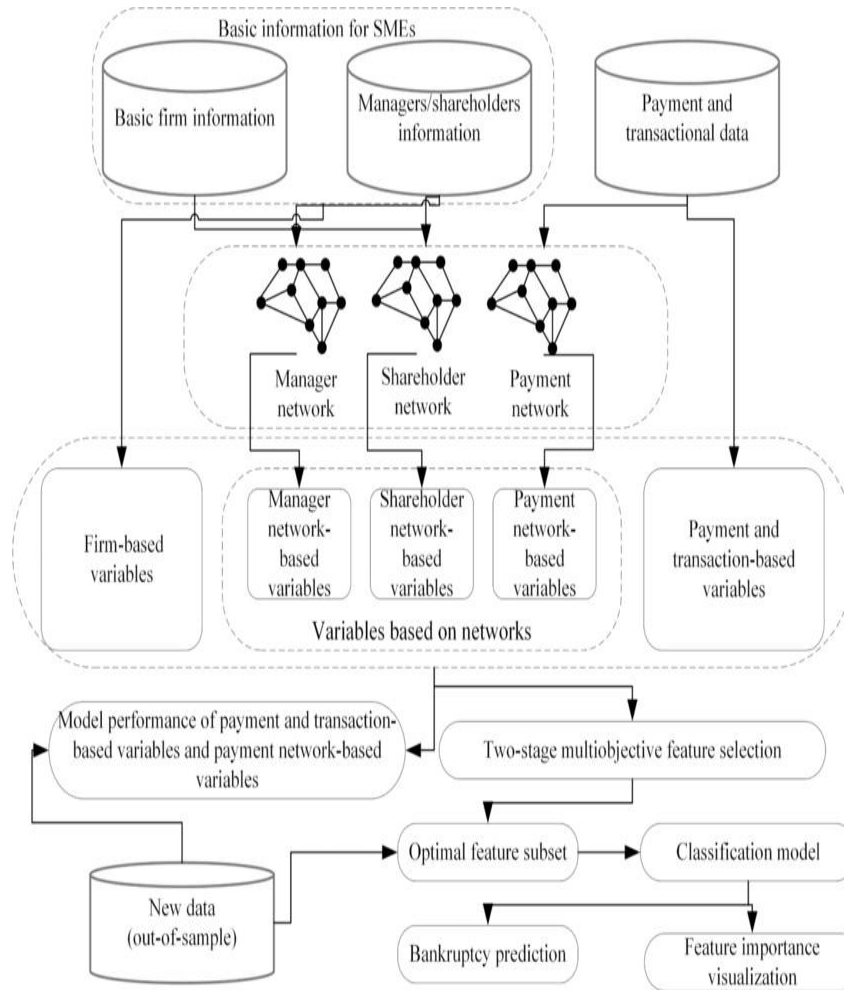 Basic information for SMEs
Basic firm information
Managers/shareholders
information
Payment and
transactional data
Manager
network
Shareholder
network
Payment
network
Firm-based
variables
Manager
network-
based
variables
Shareholder
network-
based
variables
Payment
network-
based
variables
Payment and
transaction-based
variables
Variables based on networks
Model performance of payment and transaction-
based variables and payment network-based
variables
Two-stage multiobjective feature selection
Optimal feature subset
Classification model
New data
(out-of-sample)
Bankruptcy prediction
Feature importance
visualization